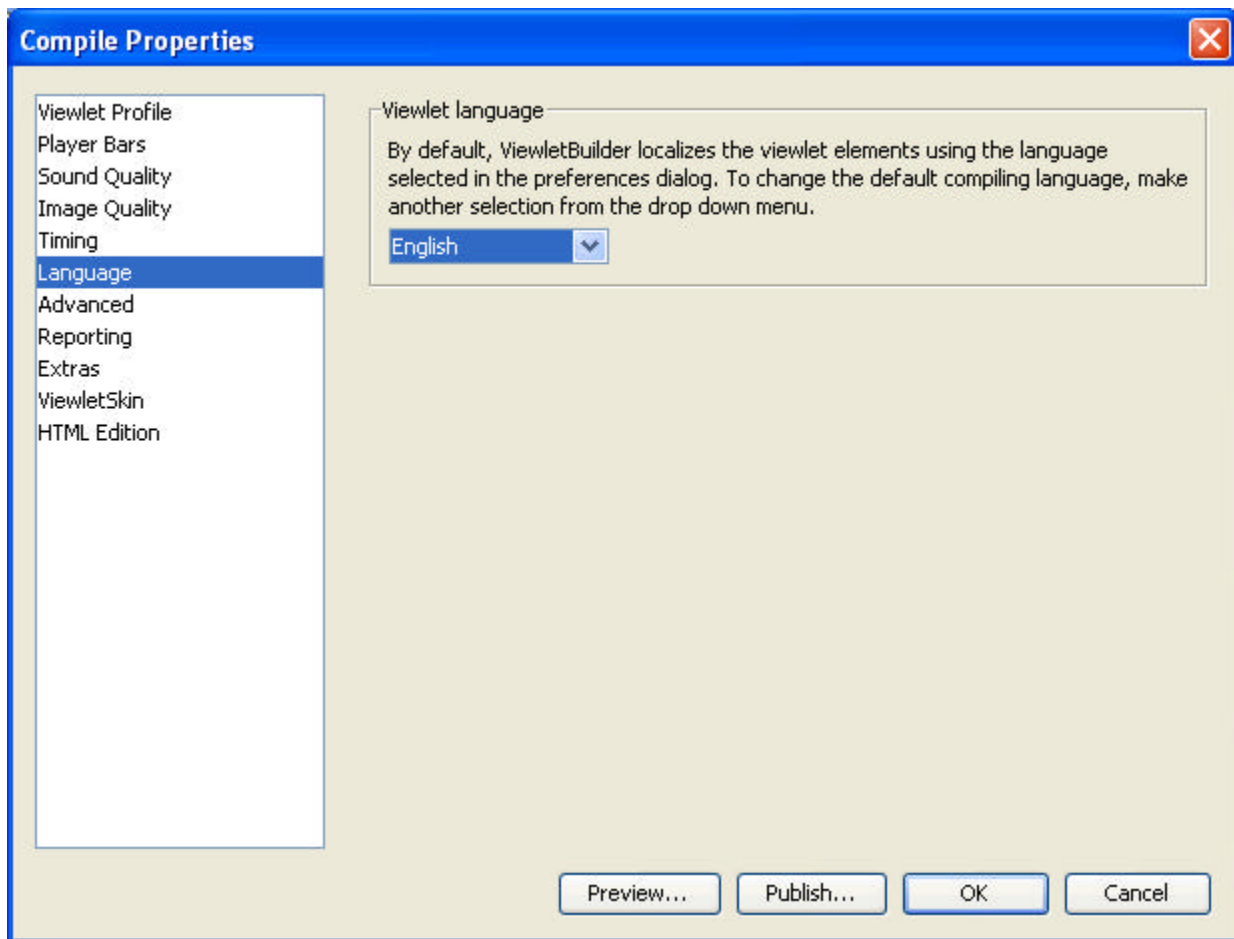 Compile Properties
Viewlet Profile
Player Bars
Sound Quality
Image Quality
Timing
Language
Advanced
Reporting
Extras
ViewletSkin
HTML Edition
Viewlet language
By default, ViewletBuilder localizes the viewlet elements using the language
selected in the preferences dialog. To change the default compiling language, make
another selection from the drop down menu.
English
Preview...
Publish...
OK
Cancel